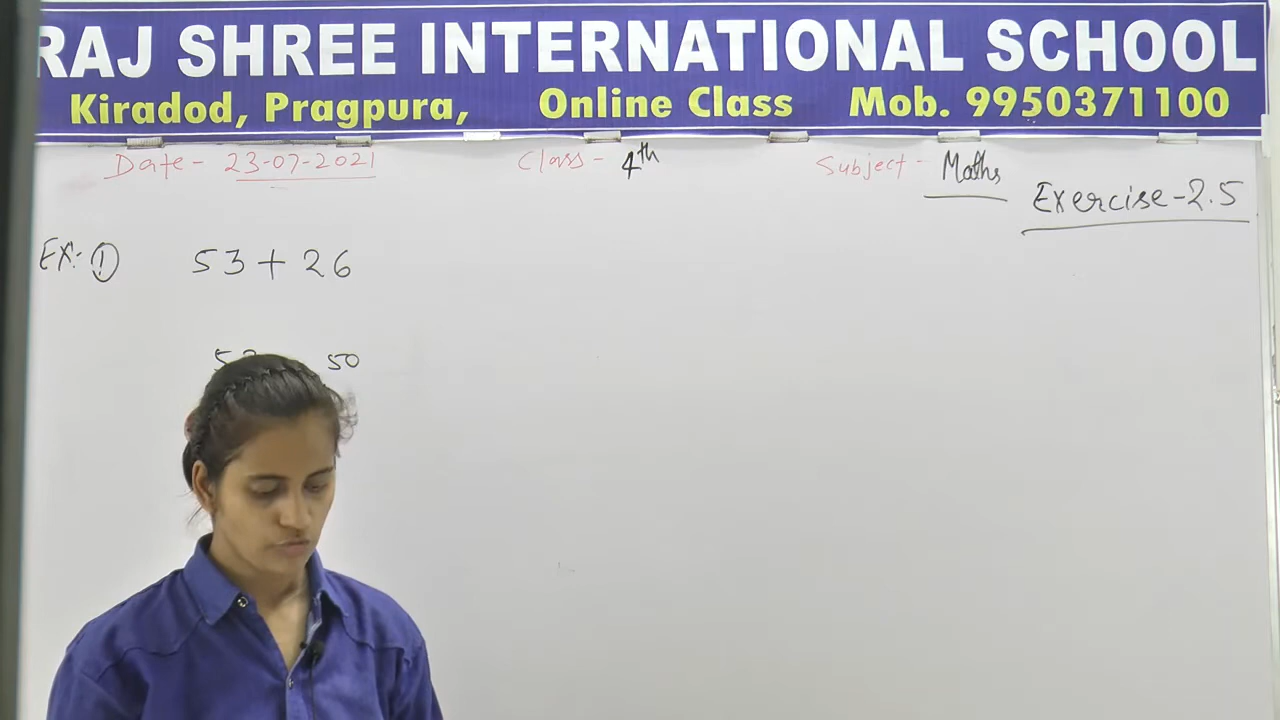 RAJ SHREE INTERNATIONAL SCHOOL
Kiradod, Pragpura, Online Class Mob. 9950371100
Date - 23-07-2021 Class - 4th Subject - Maths
Exercise-2.5
EX:- ① 53 + 26
50